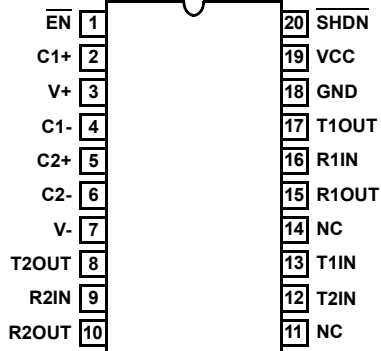 EN 1 20 SHDN
C1+ 2 19 VCC
V+ 3 18 GND
C1- 4 17 T1OUT
C2+ 5 16 R1IN
C2- 6 15 R1OUT
V- 7 14 NC
T2OUT 8 13 T1IN
R2IN 9 12 T2IN
R2OUT 10 11 NC